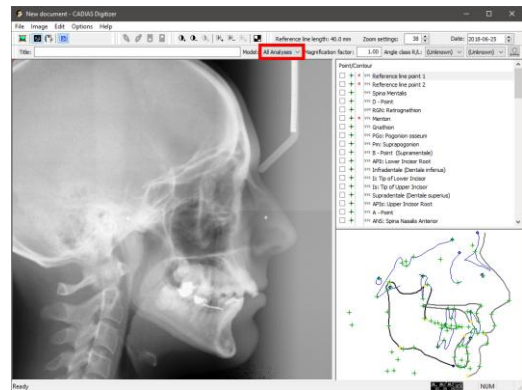 New document - CADIAS Digitizer
File Image Edit Options Help
Reference line length: 40.0 mm Zoom settings: 38 Date: 2018-06-25
Title: Model: All Analyses Magnification factor: 1.00 Angle class R/L: (Unknown) (Unknown)
Point/Contour
Reference line point 1
Reference line point 2
Spina Mentalis
D - Point
RGN: Retrognathion
Menton
Gnathion
PGo: Pogonion osseum
Pm: Suprapogonion
B - Point (Supramentale)
APIi: Lower Incisor Root
Infradentale (Dentale inferius)
Ii: Tip of Lower Incisor
Is: Tip of Upper Incisor
Supradentale (Dentale superius)
APIs: Upper Incisor Root
A - Point
ANS: Spina Nasalis Anterior
Ready
NUM